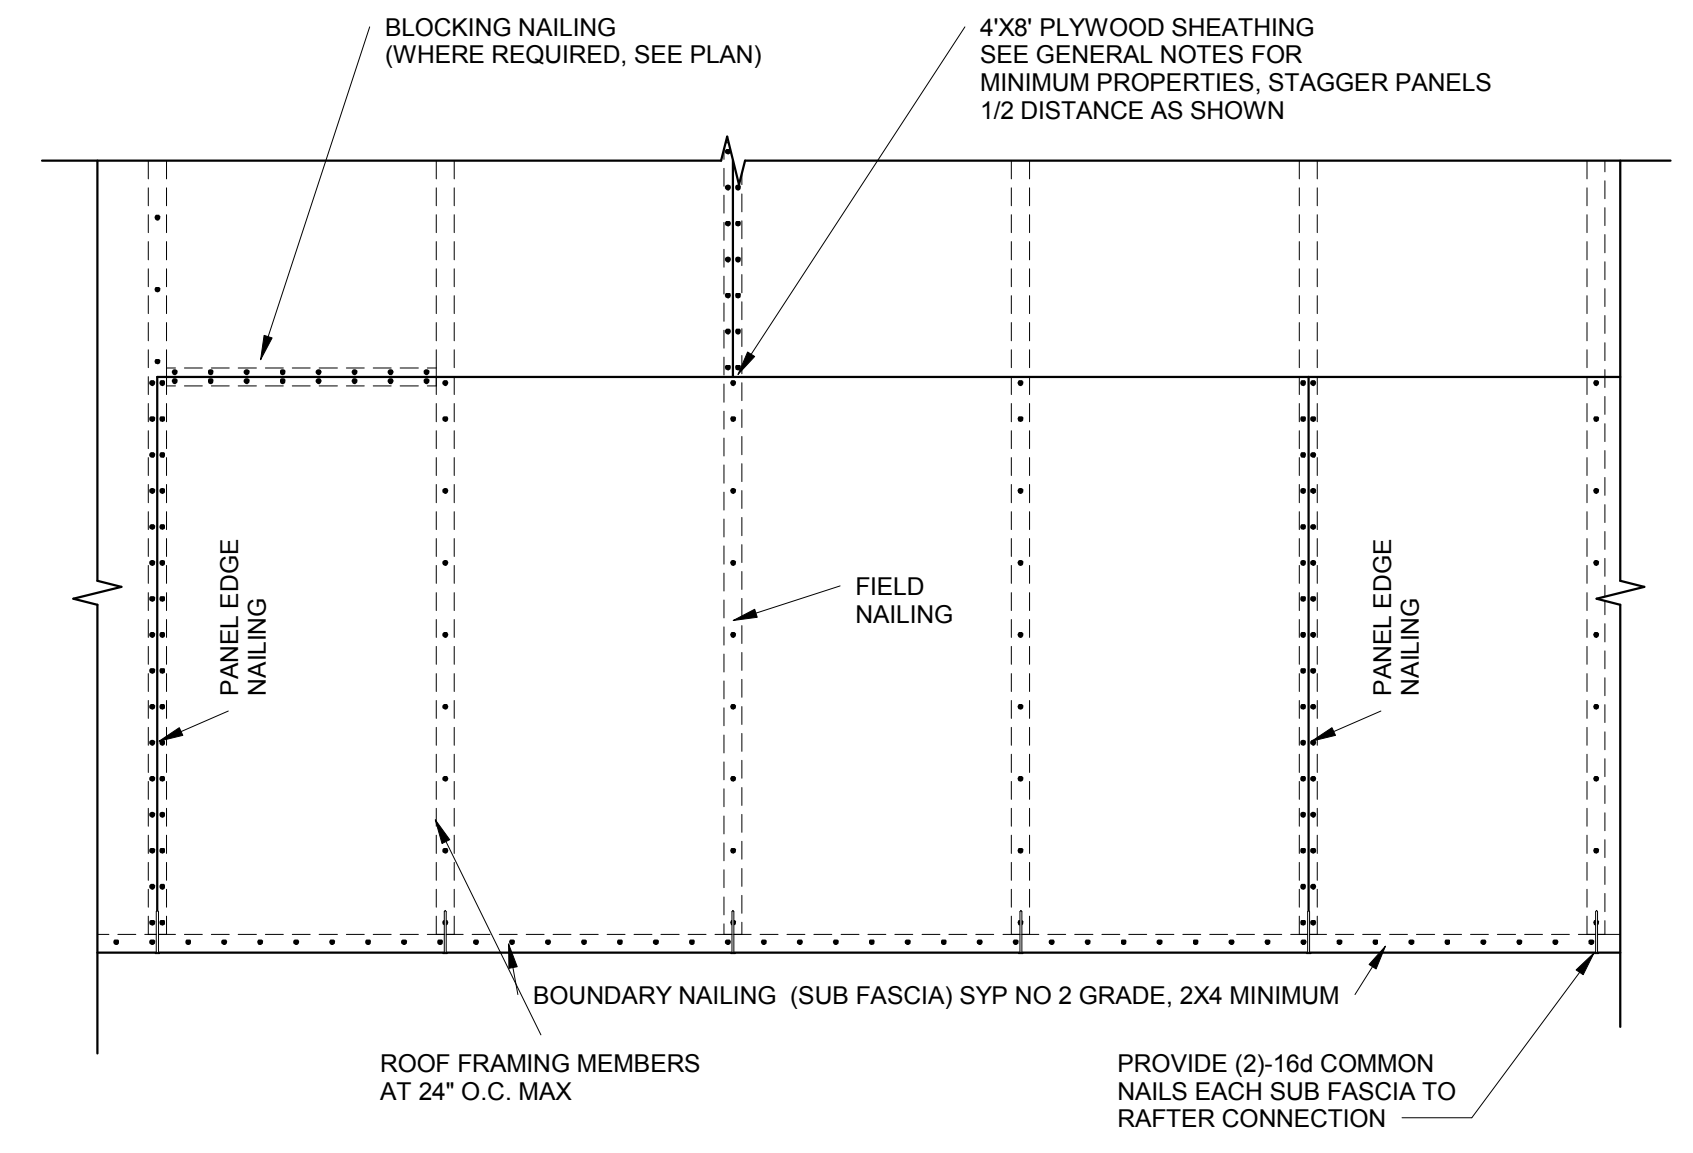 BLOCKING NAILING
(WHERE REQUIRED, SEE PLAN)
4'X8' PLYWOOD SHEATHING
SEE GENERAL NOTES FOR
MINIMUM PROPERTIES, STAGGER PANELS
1/2 DISTANCE AS SHOWN
PANEL EDGE
NAILING
FIELD
NAILING
PANEL EDGE
NAILING
BOUNDARY NAILING (SUB FASCIA) SYP NO 2 GRADE, 2X4 MINIMUM
ROOF FRAMING MEMBERS
AT 24" O.C. MAX
PROVIDE (2)-16d COMMON
NAILS EACH SUB FASCIA TO
RAFTER CONNECTION